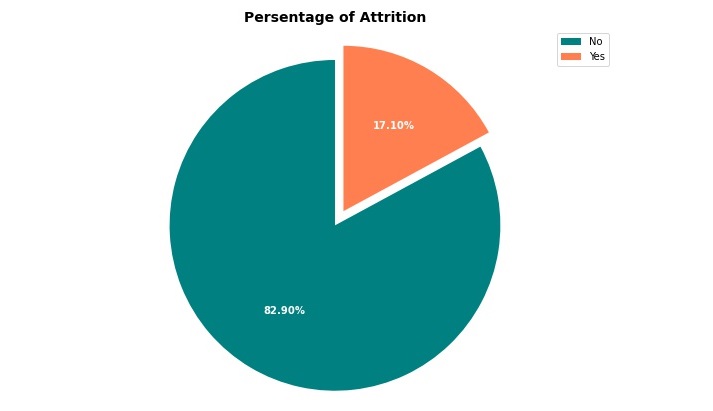 Persentage of Attrition
No
Yes
17.10%
82.90%